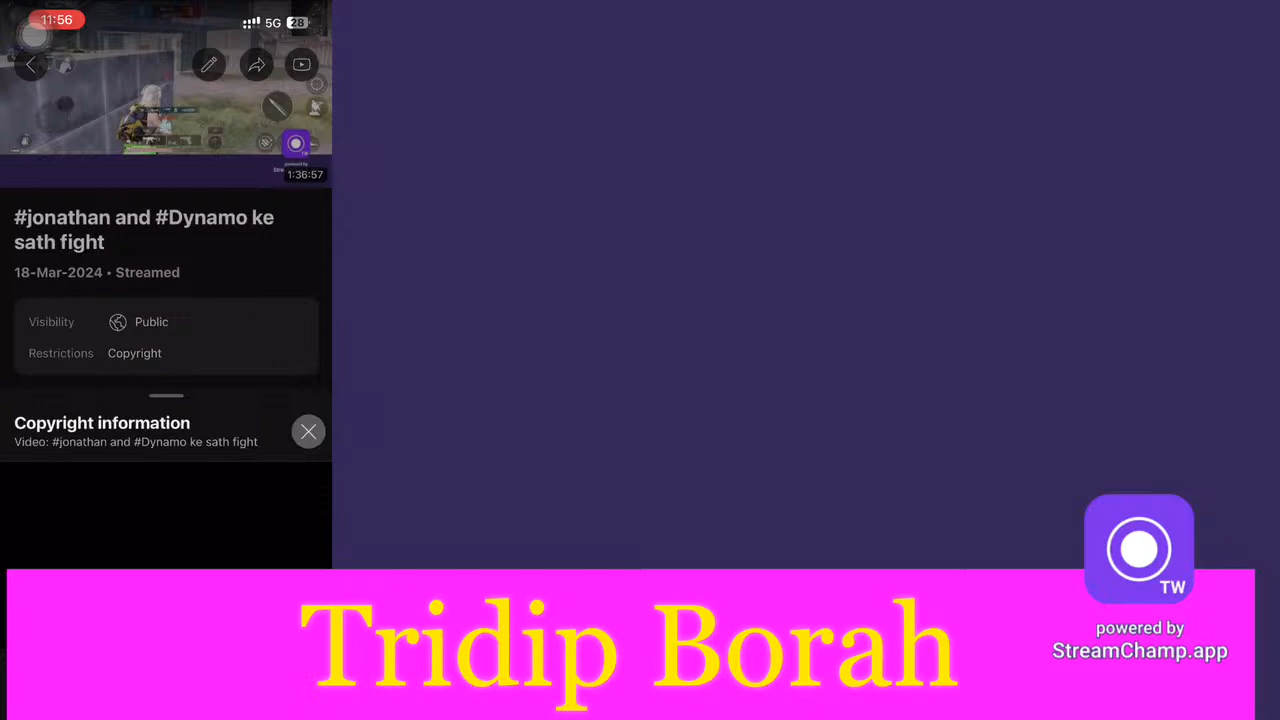 11:56
5G 28
1:36:57
#jonathan and #Dynamo ke
sath fight
18-Mar-2024 • Streamed
Visibility Public
Restrictions Copyright
Copyright information
Video: #jonathan and #Dynamo ke sath fight
Tridip Borah
TW
powered by
StreamChamp.app